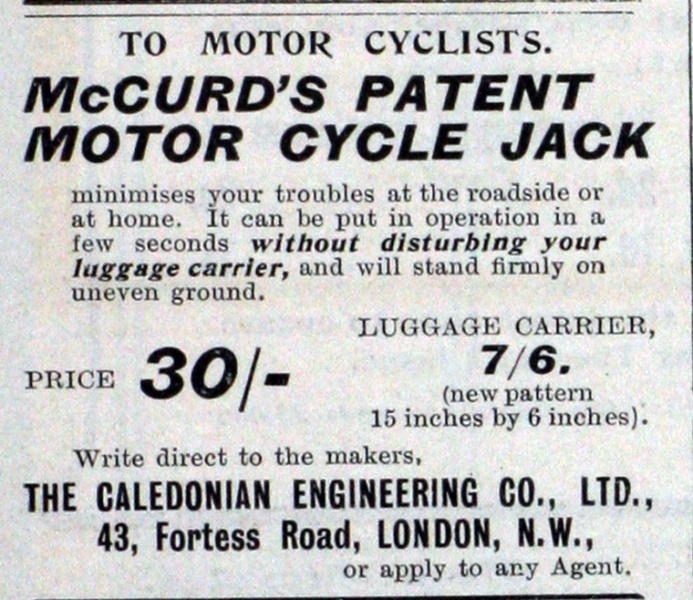 TO MOTOR CYCLISTS.
McCURD'S PATENT
MOTOR CYCLE JACK
minimises your troubles at the roadside or
at home. It can be put in operation in a
few seconds without disturbing your
luggage carrier, and will stand firmly on
uneven ground.
PRICE 30/-
LUGGAGE CARRIER,
7/6.
(new pattern
15 inches by 6 inches).
Write direct to the makers,
THE CALEDONIAN ENGINEERING CO., LTD.,
43, Fortess Road, LONDON, N.W.,
or apply to any Agent.